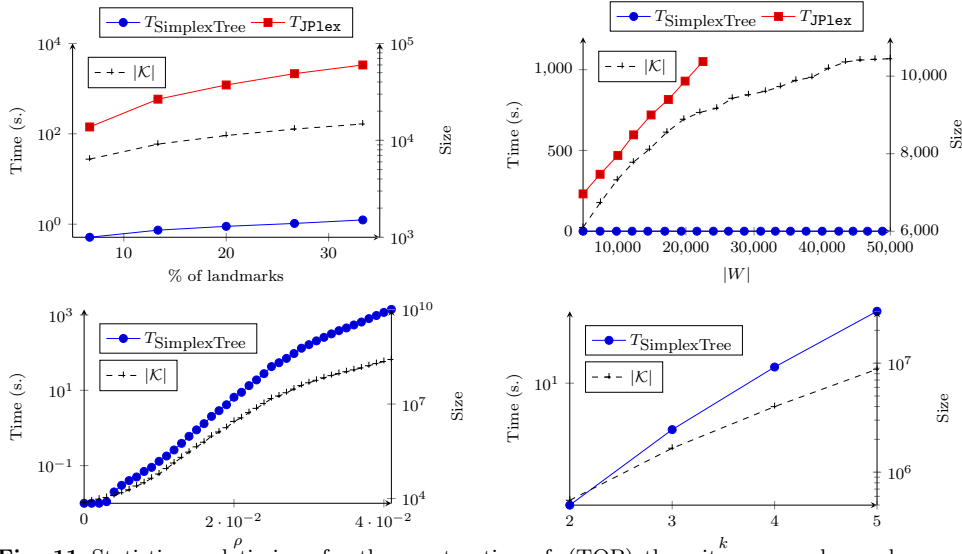 T_SimplexTree T_JPlex
|K|
10^4
10^2
10^0
10^5
10^4
10^3
Time (s.)
Size
10 20 30
% of landmarks
T_SimplexTree T_JPlex
|K|
1,000
500
0
10,000
8,000
6,000
Time (s.)
Size
10,000 20,000 30,000 40,000 50,000
|W|
T_SimplexTree
|K|
10^3
10^1
10^−1
10^10
10^7
10^4
Time (s.)
Size
0 2·10^−2 4·10^−2
ρ
T_SimplexTree
|K|
10^1
10^7
10^6
Time (s.)
Size
2 3 4 5
k